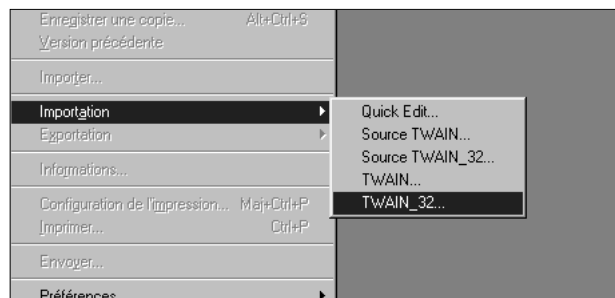 Enregistrer une copie... Alt+Ctrl+S
Version précédente
Importer...
Importation
Exportation
Informations...
Configuration de l'impression... Maj+Ctrl+P
Imprimer... Ctrl+P
Envoyer...
Préférences
Quick Edit...
Source TWAIN...
Source TWAIN_32...
TWAIN...
TWAIN_32...